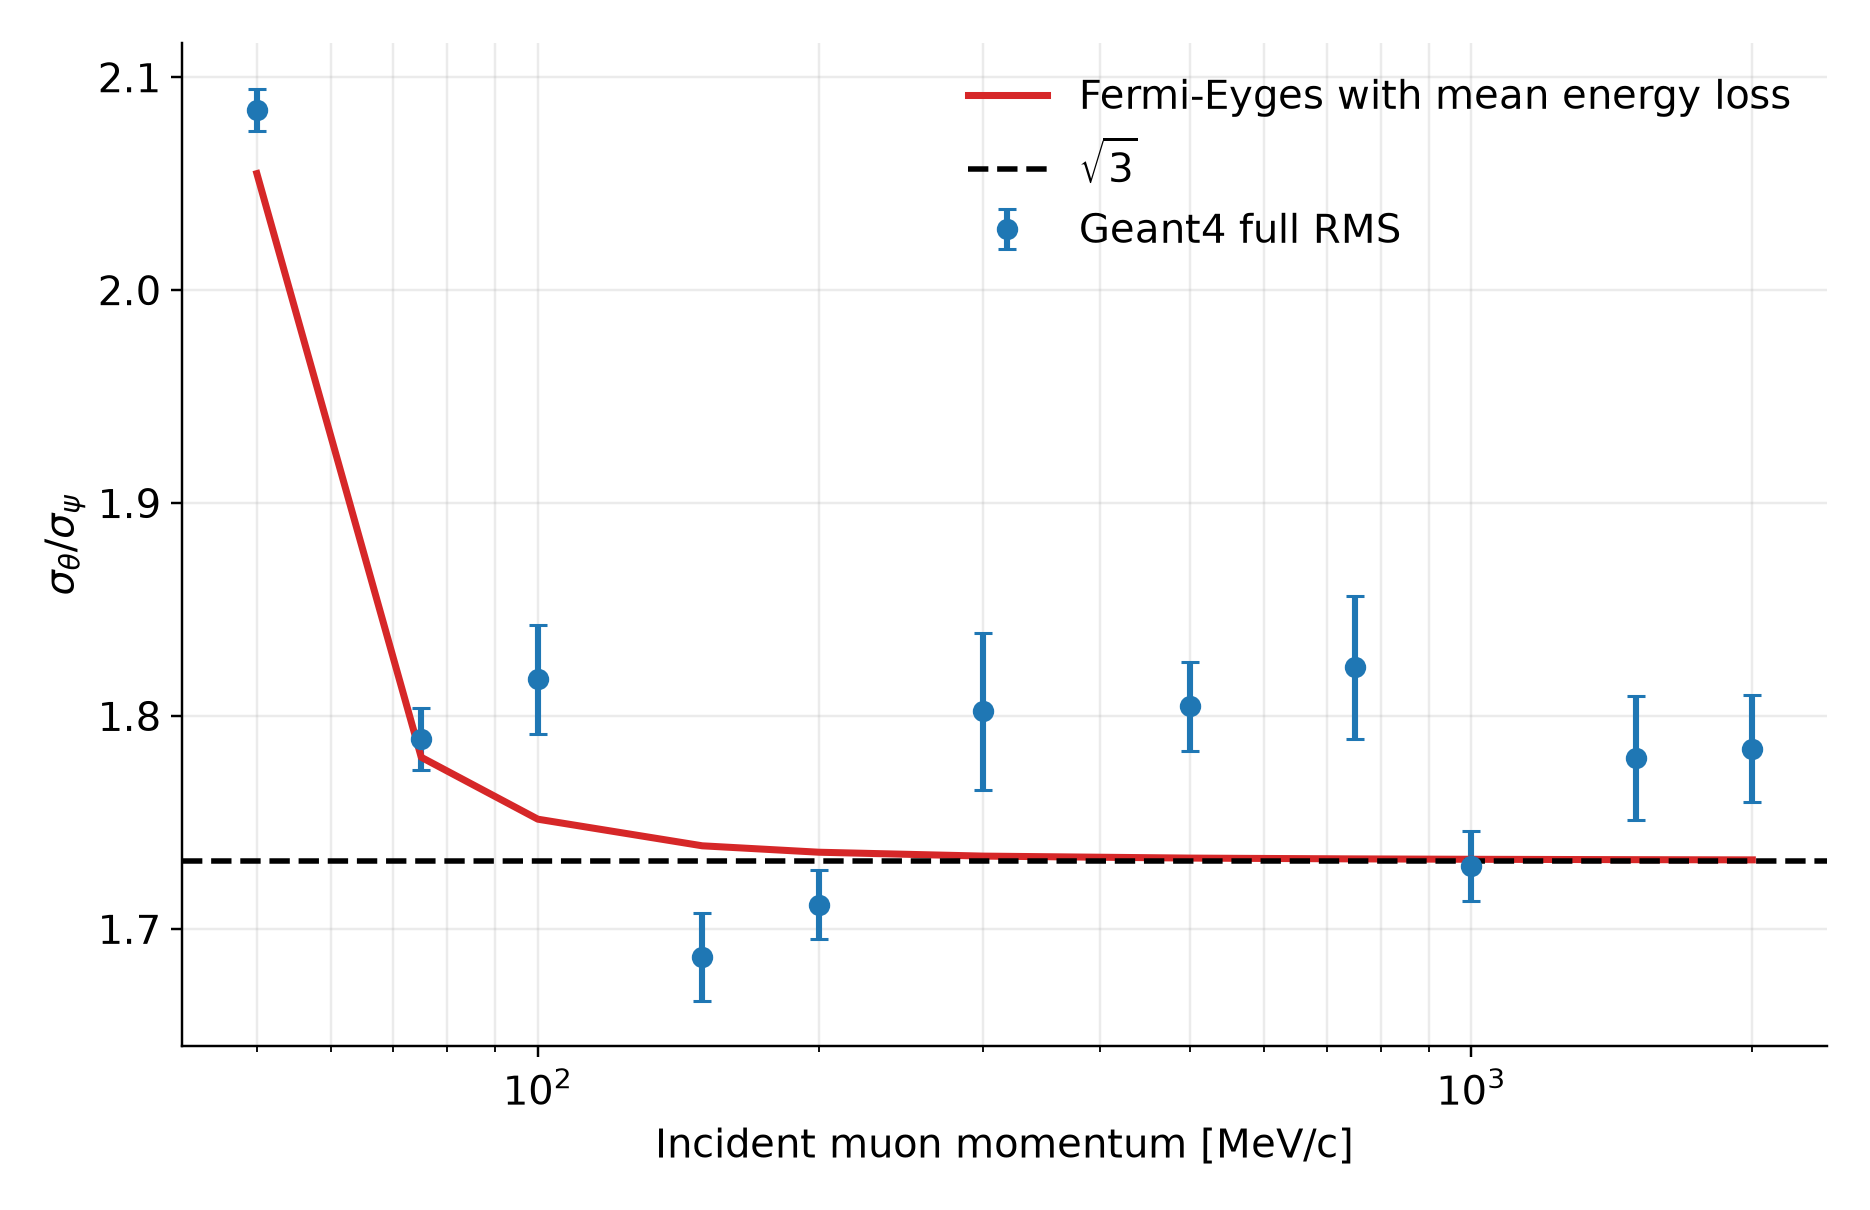 Fermi-Eyges with mean energy loss
√3
Geant4 full RMS
2.1
2.0
1.9
1.8
1.7
σθ/σψ
10²
10³
Incident muon momentum [MeV/c]